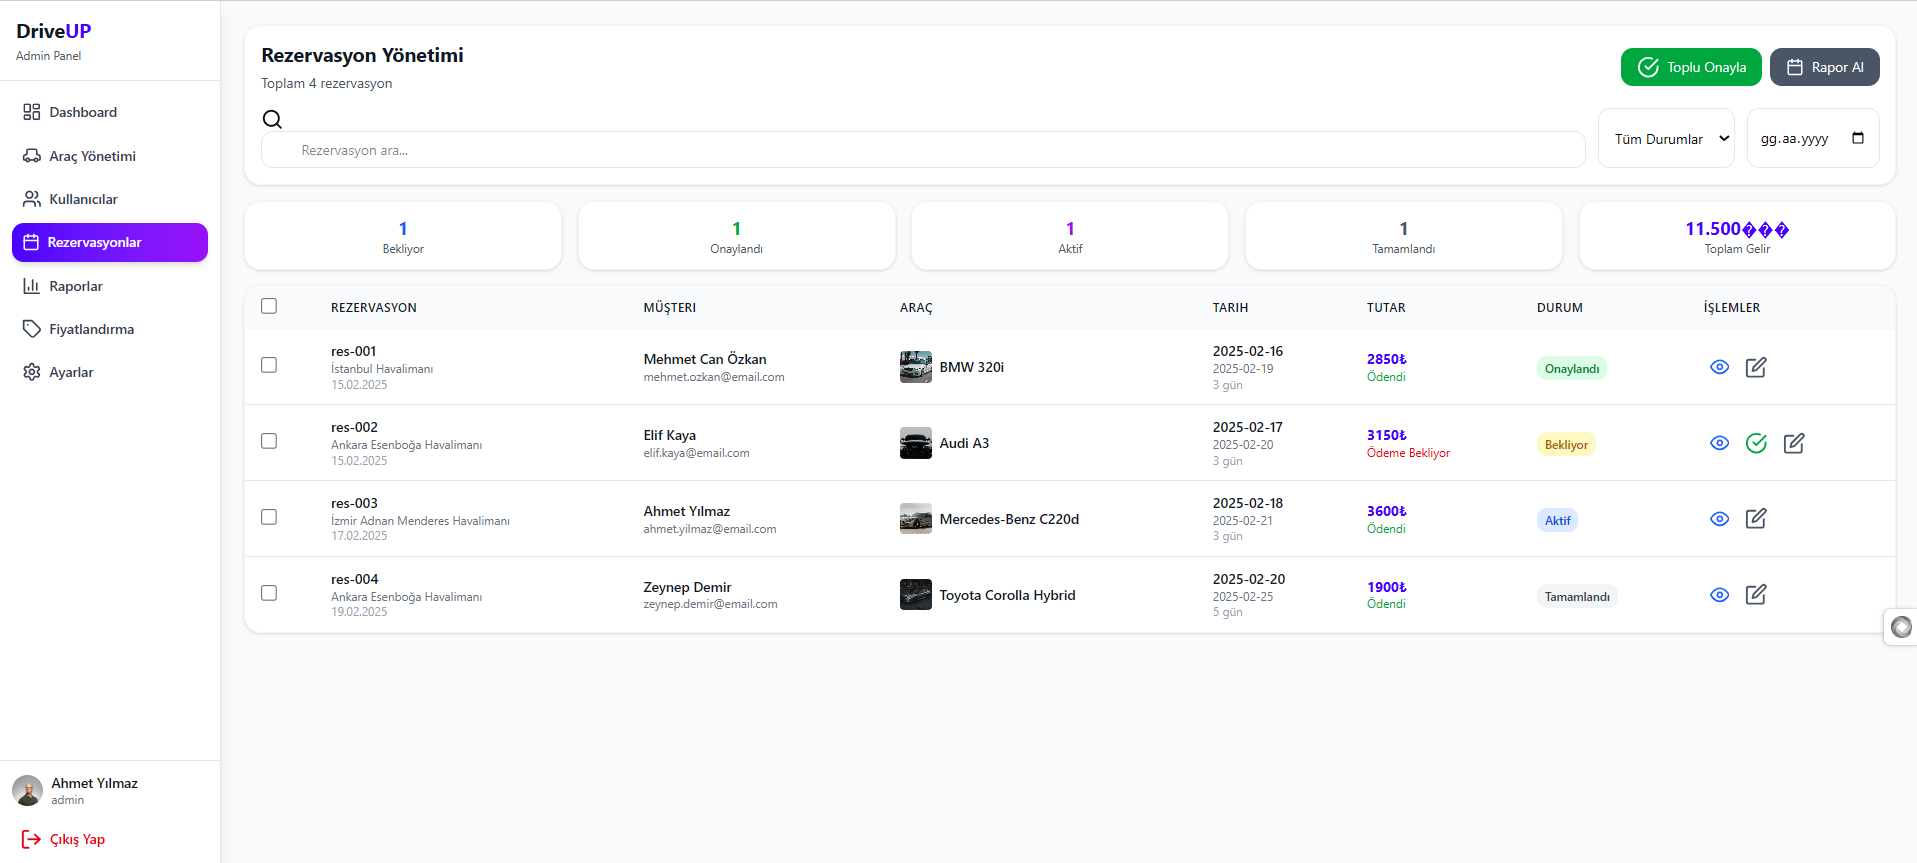 DriveUP
Admin Panel
Dashboard
Araç Yönetimi
Kullanıcılar
Rezervasyonlar
Raporlar
Fiyatlandırma
Ayarlar
Ahmet Yılmaz
admin
Çıkış Yap
Rezervasyon Yönetimi
Toplam 4 rezervasyon
Toplu Onayla
Rapor Al
Rezervasyon ara...
Tüm Durumlar
gg.aa.yyyy
1
Bekliyor
1
Onaylandı
1
Aktif
1
Tamamlandı
11.500���
Toplam Gelir
REZERVASYON MÜŞTERI ARAÇ TARIH TUTAR DURUM İŞLEMLER
res-001
İstanbul Havalimanı
15.02.2025
Mehmet Can Özkan
mehmet.ozkan@email.com
BMW 320i
2025-02-16
2025-02-19
3 gün
2850₺
Ödendi
Onaylandı
res-002
Ankara Esenboğa Havalimanı
15.02.2025
Elif Kaya
elif.kaya@email.com
Audi A3
2025-02-17
2025-02-20
3 gün
3150₺
Ödeme Bekliyor
Bekliyor
res-003
İzmir Adnan Menderes Havalimanı
17.02.2025
Ahmet Yılmaz
ahmet.yilmaz@email.com
Mercedes-Benz C220d
2025-02-18
2025-02-21
3 gün
3600₺
Ödendi
Aktif
res-004
Ankara Esenboğa Havalimanı
19.02.2025
Zeynep Demir
zeynep.demir@email.com
Toyota Corolla Hybrid
2025-02-20
2025-02-25
5 gün
1900₺
Ödendi
Tamamlandı